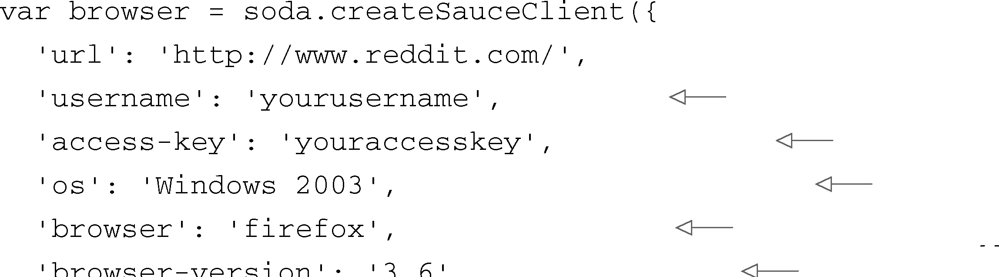 var browser = soda.createSauceClient({
'url': 'http://www.reddit.com/',
'username': 'yourusername',
'access-key': 'youraccesskey',
'os': 'Windows 2003',
'browser': 'firefox',
'browser-version': '3.6'